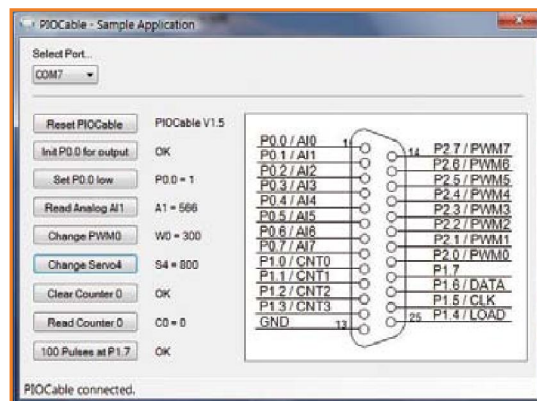 PIOCable - Sample Application
Select Port...
COM7
Reset PIOCable PIOCable V1.5
Init P0.0 for output OK
Set P0.0 low P0.0 = 1
Read Analog AI1 A1 = 566
Change PWM0 W0 = 300
Change Servo4 S4 = 800
Clear Counter 0 OK
Read Counter 0 C0 = 0
100 Pulses at P1.7 OK
P0.0 / AI0 1
P0.1 / AI1 14 P2.7 / PWM7
P0.2 / AI2 P2.6 / PWM6
P0.3 / AI3 P2.5 / PWM5
P0.4 / AI4 P2.4 / PWM4
P0.5 / AI5 P2.3 / PWM3
P0.6 / AI6 P2.2 / PWM2
P0.7 / AI7 P2.1 / PWM1
P1.0 / CNT0 P2.0 / PWM0
P1.1 / CNT1 P1.7
P1.2 / CNT2 P1.6 / DATA
P1.3 / CNT3 P1.5 / CLK
GND 13 25 P1.4 / LOAD
PIOCable connected.